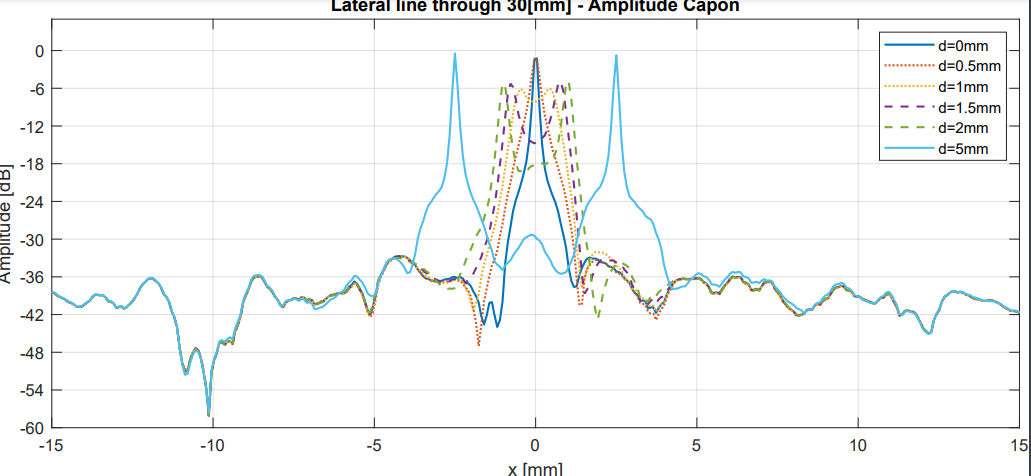 Lateral line through 30[mm] - Amplitude Capon
Amplitude [dB]
0
-6
-12
-18
-24
-30
-36
-42
-48
-54
-60
d=0mm
d=0.5mm
d=1mm
d=1.5mm
d=2mm
d=5mm
-15
-10
-5
0
5
10
15
x [mm]